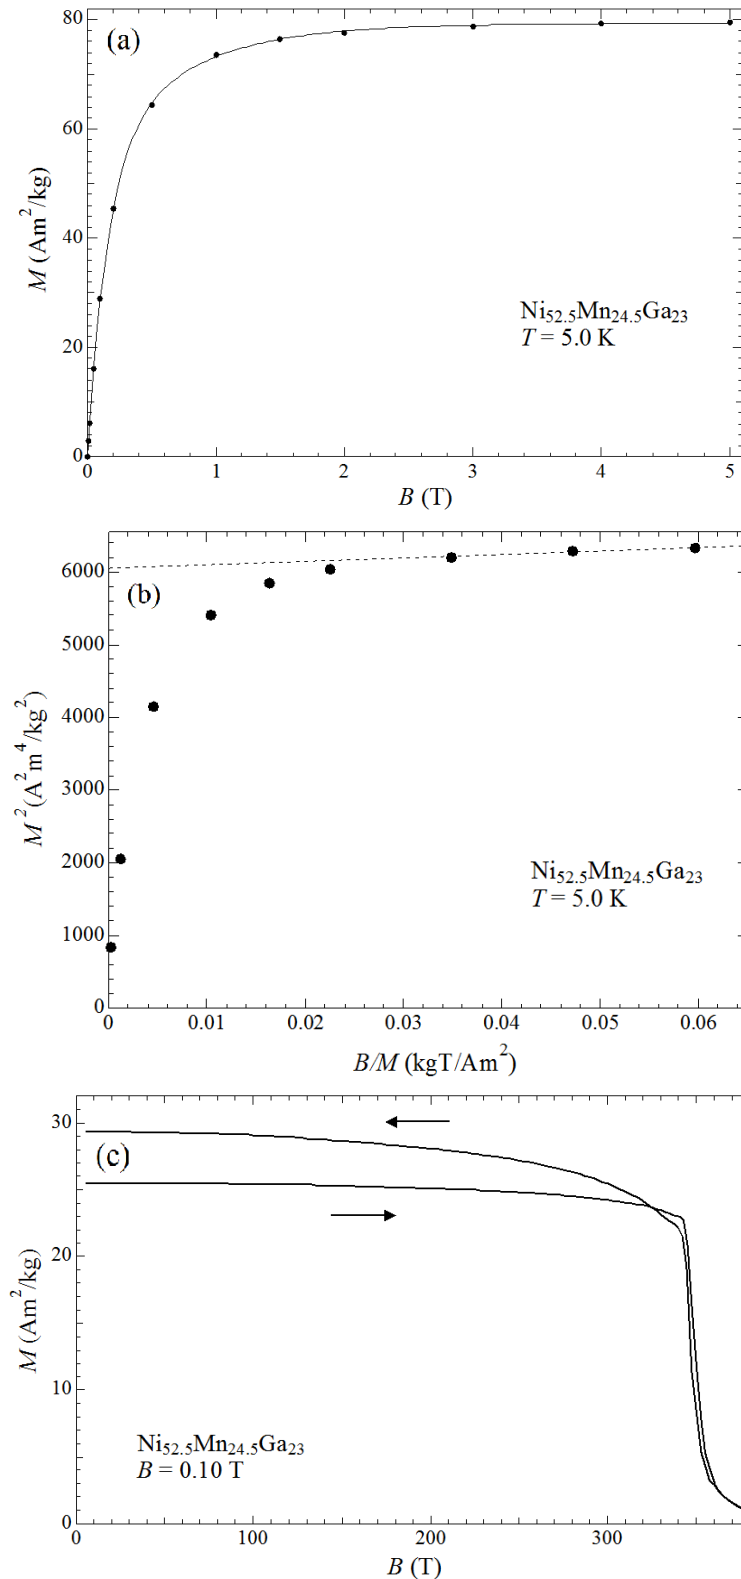 (a)
80
60
40
20
0
M (Am²/kg)
Ni₅₂.₅Mn₂₄.₅Ga₂₃
T = 5.0 K
0 1 2 3 4 5
B (T)
(b)
6000
5000
4000
3000
2000
1000
0
M² (A²m⁴/kg²)
Ni₅₂.₅Mn₂₄.₅Ga₂₃
T = 5.0 K
0 0.01 0.02 0.03 0.04 0.05 0.06
B/M (kgT/Am²)
(c)
30
20
10
0
M (Am²/kg)
Ni₅₂.₅Mn₂₄.₅Ga₂₃
B = 0.10 T
0 100 200 300
B (T)